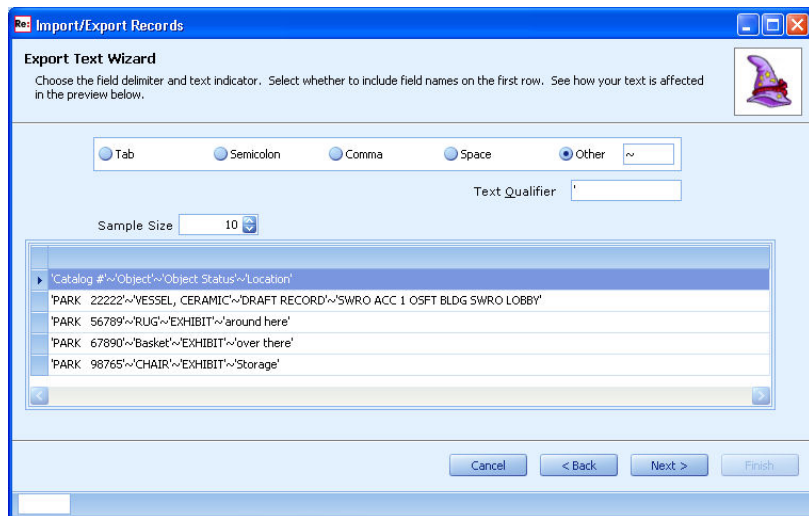 Re: Import/Export Records
Export Text Wizard
Choose the field delimiter and text indicator. Select whether to include field names on the first row. See how your text is affected
in the preview below.
Tab Semicolon Comma Space Other ~
Text Qualifier '
Sample Size 10
'Catalog #'~'Object'~'Object Status'~'Location'
'PARK 22222'~'VESSEL, CERAMIC'~'DRAFT RECORD'~'SWRO ACC 1 OSFT BLDG SWRO LOBBY'
'PARK 56789'~'RUG'~'EXHIBIT'~'around here'
'PARK 67890'~'Basket'~'EXHIBIT'~'over there'
'PARK 98765'~'CHAIR'~'EXHIBIT'~'Storage'
Cancel < Back Next > Finish